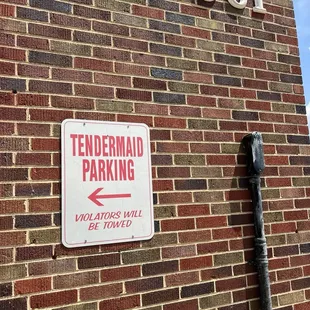 TENDERMAID
PARKING
VIOLATORS WILL
BE TOWED